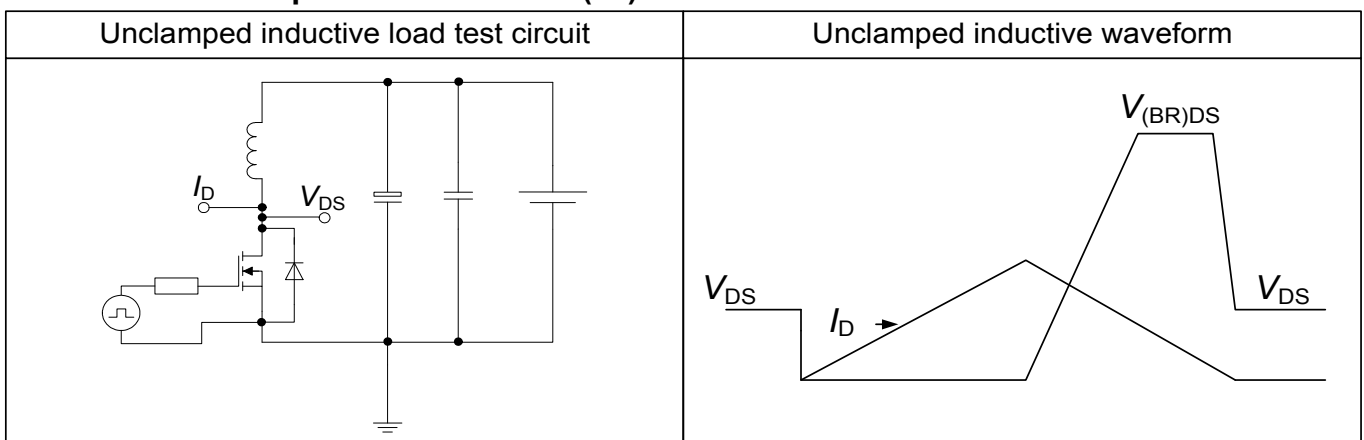 Unclamped inductive load test circuit
Unclamped inductive waveform
I_D
V_DS
V_(BR)DS
V_DS
I_D
V_DS